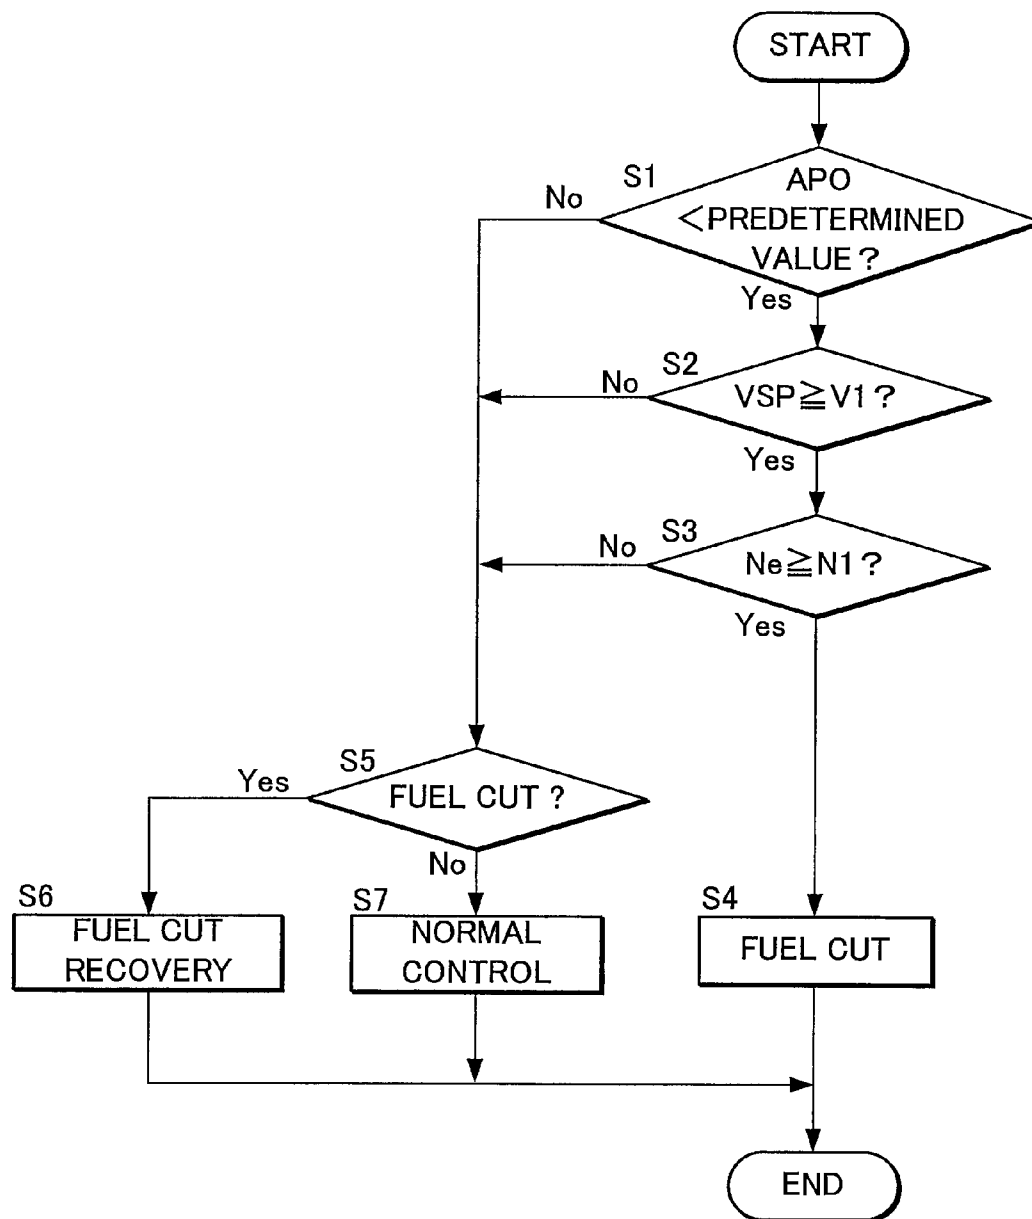 START
S1
No
APO
<PREDETERMINED
VALUE?
Yes
S2
No
VSP≧V1?
Yes
S3
No
Ne≧N1?
Yes
S5
Yes
FUEL CUT?
No
S6
FUEL CUT
RECOVERY
S7
NORMAL
CONTROL
S4
FUEL CUT
END